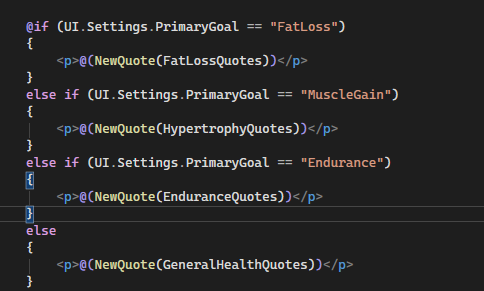 @if (UI.Settings.PrimaryGoal == "FatLoss")
{
    <p>@(NewQuote(FatLossQuotes))</p>
}
else if (UI.Settings.PrimaryGoal == "MuscleGain")
{
    <p>@(NewQuote(HypertrophyQuotes))</p>
}
else if (UI.Settings.PrimaryGoal == "Endurance")
{
    <p>@(NewQuote(EnduranceQuotes))</p>
}
else
{
    <p>@(NewQuote(GeneralHealthQuotes))</p>
}